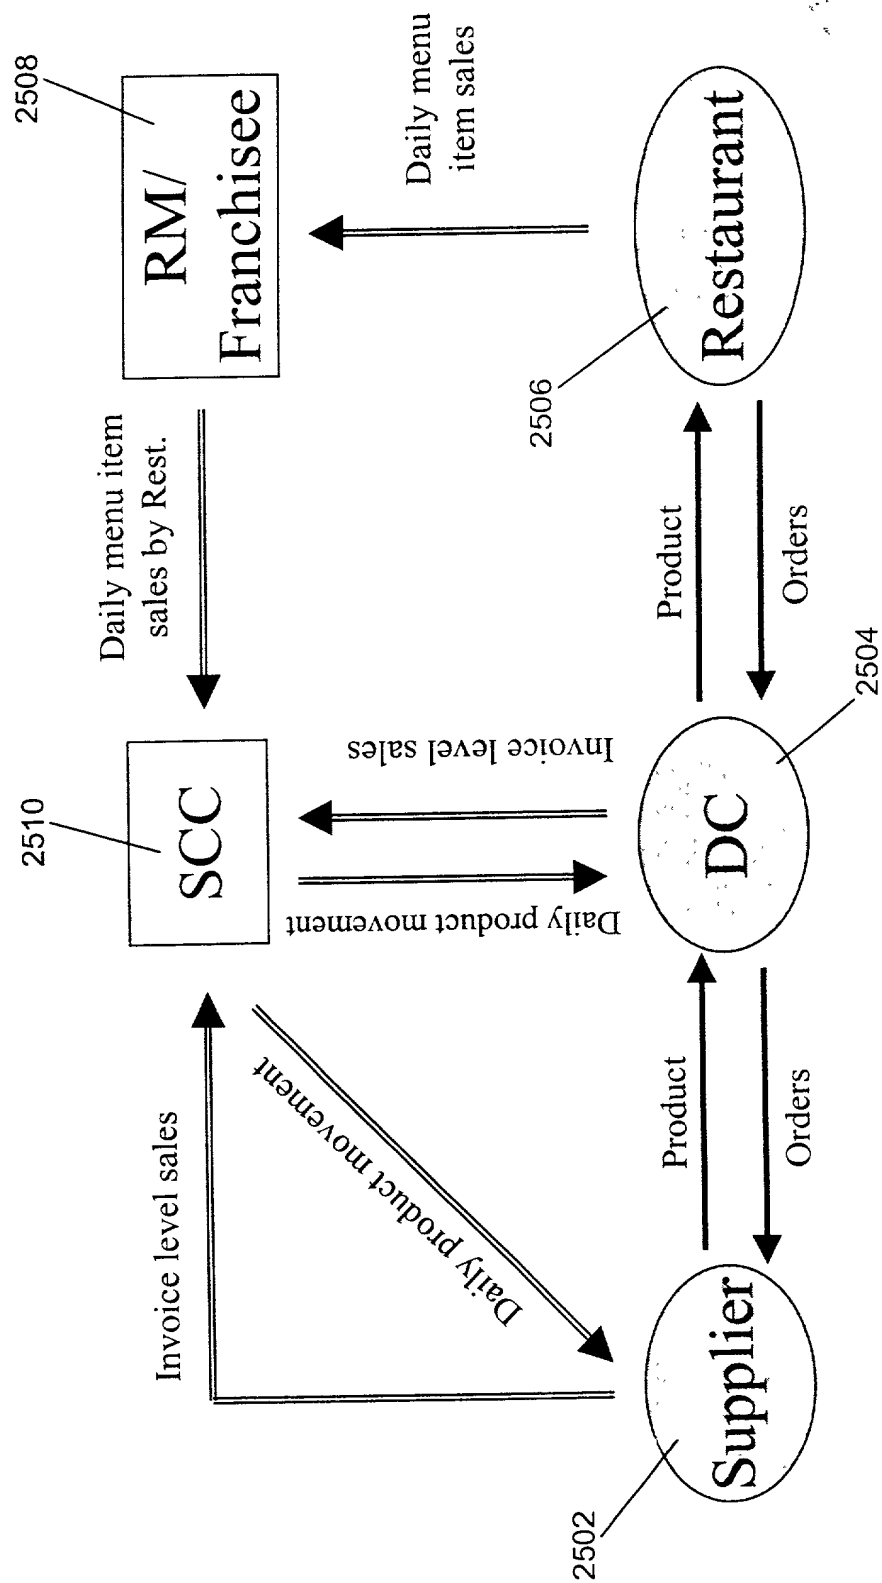 2510
2508
SCC
RM/
Franchisee
Daily menu item
sales by Rest.
Invoice level sales
Daily product movement
Daily product movement
Invoice level sales
Daily menu
item sales
2506
2502
Supplier
Product
Orders
DC
2504
Product
Orders
Restaurant